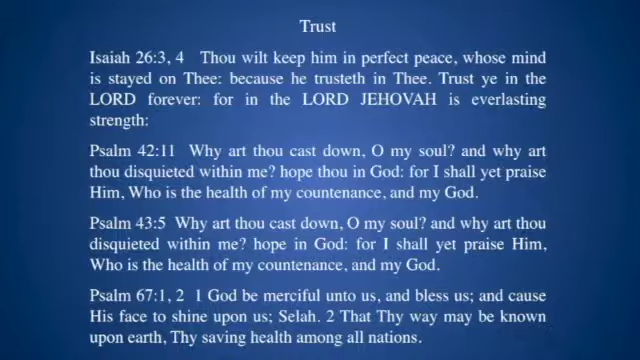 Trust
Isaiah 26:3, 4 Thou wilt keep him in perfect peace, whose mind
is stayed on Thee: because he trusteth in Thee. Trust ye in the
LORD forever: for in the LORD JEHOVAH is everlasting
strength:
Psalm 42:11 Why art thou cast down, O my soul? and why art
thou disquieted within me? hope thou in God: for I shall yet praise
Him, Who is the health of my countenance, and my God.
Psalm 43:5 Why art thou cast down, O my soul? and why art thou
disquieted within me? hope in God: for I shall yet praise Him,
Who is the health of my countenance, and my God.
Psalm 67:1, 2 1 God be merciful unto us, and bless us; and cause
His face to shine upon us; Selah. 2 That Thy way may be known
upon earth, Thy saving health among all nations.